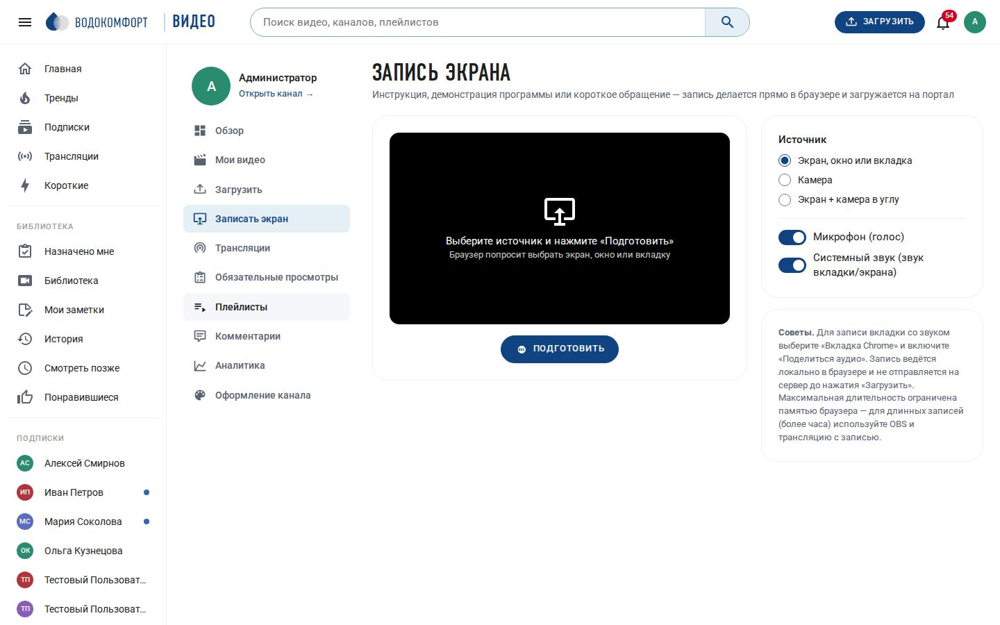 ВОДОКОМФОРТ
ВИДЕО
Поиск видео, каналов, плейлистов
ЗАГРУЗИТЬ
54
А
Главная
Тренды
Подписки
Трансляции
Короткие
БИБЛИОТЕКА
Назначено мне
Библиотека
Мои заметки
История
Смотреть позже
Понравившиеся
ПОДПИСКИ
АС Алексей Смирнов
ИП Иван Петров
МС Мария Соколова
ОК Ольга Кузнецова
ТП Тестовый Пользоват...
ТП Тестовый Пользоват...
А
Администратор
Открыть канал →
Обзор
Мои видео
Загрузить
Записать экран
Трансляции
Обязательные просмотры
Плейлисты
Комментарии
Аналитика
Оформление канала
ЗАПИСЬ ЭКРАНА
Инструкция, демонстрация программы или короткое обращение — запись делается прямо в браузере и загружается на портал
Выберите источник и нажмите «Подготовить»
Браузер попросит выбрать экран, окно или вкладку
REC ПОДГОТОВИТЬ
Источник
Экран, окно или вкладка
Камера
Экран + камера в углу
Микрофон (голос)
Системный звук (звук
вкладки/экрана)
Советы. Для записи вкладки со звуком
выберите «Вкладка Chrome» и включите
«Поделиться аудио». Запись ведётся
локально в браузере и не отправляется на
сервер до нажатия «Загрузить».
Максимальная длительность ограничена
памятью браузера — для длинных записей
(более часа) используйте OBS и
трансляцию с записью.